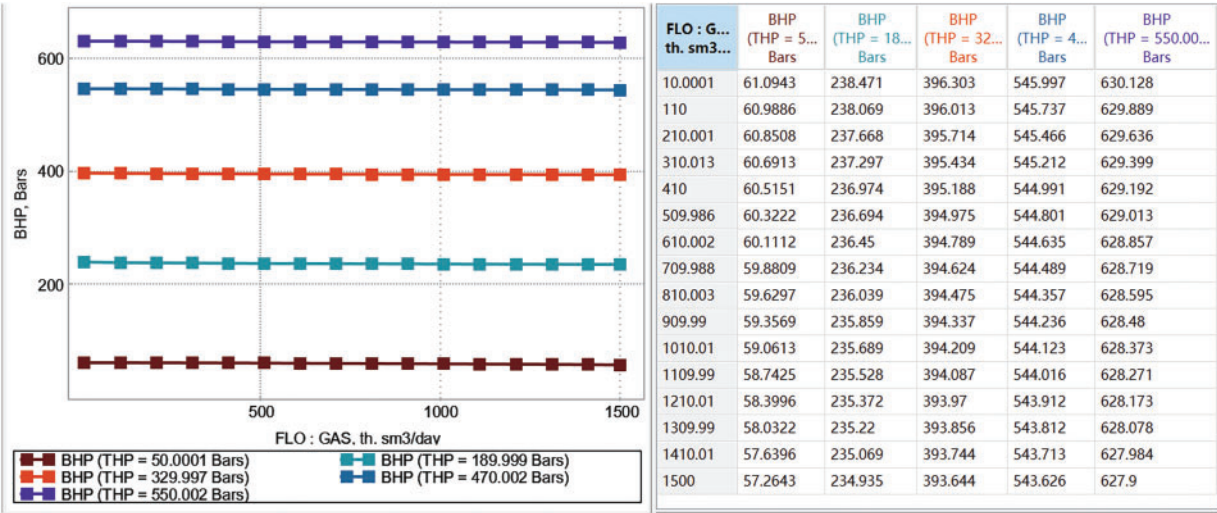 600
400
200
BHP, Bars
500
1000
1500
FLO : GAS, th. sm3/day
BHP (THP = 50.0001 Bars)
BHP (THP = 189.999 Bars)
BHP (THP = 329.997 Bars)
BHP (THP = 470.002 Bars)
BHP (THP = 550.002 Bars)
FLO : G... BHP BHP BHP BHP BHP
th. sm3... (THP = 5... (THP = 18... (THP = 32... (THP = 4... (THP = 550.00...
Bars Bars Bars Bars Bars
10.0001 61.0943 238.471 396.303 545.997 630.128
110 60.9886 238.069 396.013 545.737 629.889
210.001 60.8508 237.668 395.714 545.466 629.636
310.013 60.6913 237.297 395.434 545.212 629.399
410 60.5151 236.974 395.188 544.991 629.192
509.986 60.3222 236.694 394.975 544.801 629.013
610.002 60.1112 236.45 394.789 544.635 628.857
709.988 59.8809 236.234 394.624 544.489 628.719
810.003 59.6297 236.039 394.475 544.357 628.595
909.99 59.3569 235.859 394.337 544.236 628.48
1010.01 59.0613 235.689 394.209 544.123 628.373
1109.99 58.7425 235.528 394.087 544.016 628.271
1210.01 58.3996 235.372 393.97 543.912 628.173
1309.99 58.0322 235.22 393.856 543.812 628.078
1410.01 57.6396 235.069 393.744 543.713 627.984
1500 57.2643 234.935 393.644 543.626 627.9